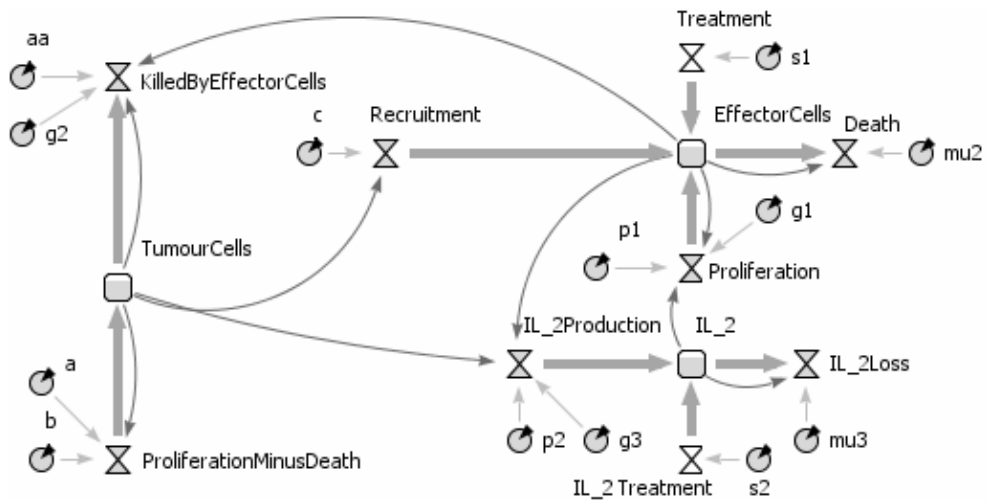 Treatment
aa
s1
KilledByEffectorCells
c
Recruitment
EffectorCells
Death
g2
mu2
p1
g1
TumourCells
Proliferation
IL_2Production
IL_2
a
IL_2Loss
b
p2
g3
mu3
ProliferationMinusDeath
IL_2 Treatment
s2